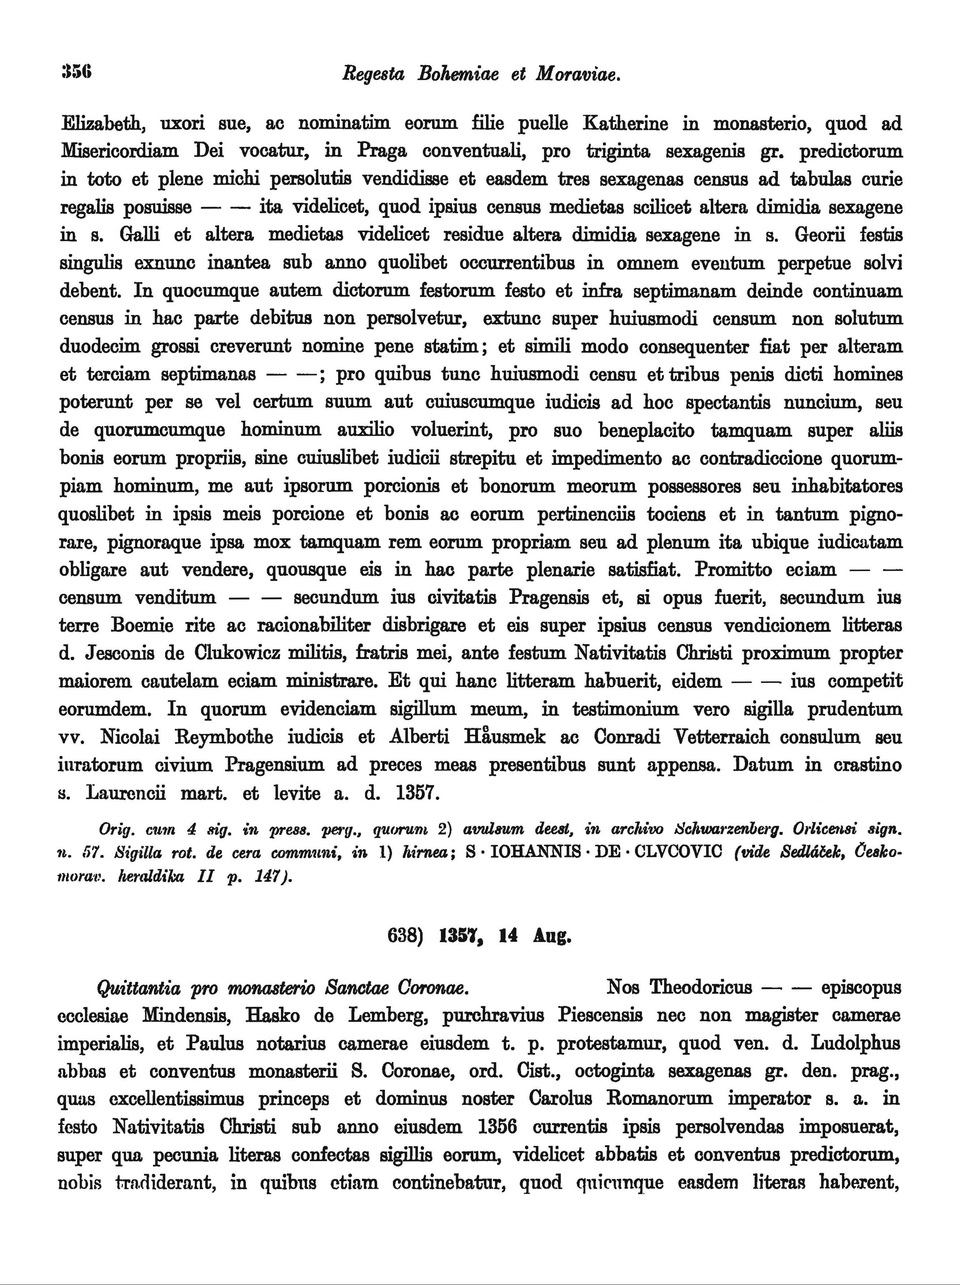 356
Regesta Bohemiae et Moraviae.
Elizabeth, uxori sue, ac nominatim eorum filie puelle Katherine in monasterio, quod ad
Misericordiam Dei vocatur, in Praga conventuali, pro triginta sexagenis gr. predictorum
in toto et plene michi persolutis vendidisse et easdem tres sexagenas census ad tabulas curie
regalis posuisse — — ita videlicet, quod ipsius census medietas scilicet altera dimidia sexagene
in s. Galli et altera medietas videlicet residue altera dimidia sexagene in s. Georii festis
singulis exnunc inantea sub anno quolibet occurrentibus in omnem eventum perpetue solvi
debent. In quocumque autem dictorum festorum festo et infra septimanam deinde continuam
census in hac parte debitus non persolvetur, extunc super huiusmodi censum non solutum
duodecim grossi creverunt nomine pene statim; et simili modo consequenter fiat per alteram
et terciam septimanas — —; pro quibus tunc huiusmodi censu et tribus penis dicti homines
poterunt per se vel certum suum aut cuiuscumque iudicis ad hoc spectantis nuncium, seu
de quorumcumque hominum auxilio voluerint, pro suo beneplacito tamquam super aliis
bonis eorum propriis, sine cuiuslibet iudicii strepitu et impedimento ac contradiccione quorum-
piam hominum, me aut ipsorum porcionis et bonorum meorum possessores seu inhabitatores
quoslibet in ipsis meis porcione et bonis ac eorum pertinenciis tociens et in tantum pigno-
rare, pignoraque ipsa mox tamquam rem eorum propriam seu ad plenum ita ubique iudicatam
obligare aut vendere, quousque eis in hac parte plenarie satisfiat. Promitto eciam — —
censum venditum — — secundum ius civitatis Pragensis et, si opus fuerit, secundum ius
terre Boemie rite ac racionabiliter disbrigare et eis super ipsius census vendicionem litteras
d. Jesconis de Clukowicz militis, fratris mei, ante festum Nativitatis Christi proximum propter
maiorem cautelam eciam ministrare. Et qui hanc litteram habuerit, eidem — — ius competit
eorumdem. In quorum evidenciam sigillum meum, in testimonium vero sigilla prudentum
vv. Nicolai Reymbothe iudicis et Alberti Håusmek ac Conradi Vetterraich consulum seu
iuratorum civium Pragensium ad preces meas presentibus sunt appensa. Datum in crastino
s. Laurencii mart. et levite a. d. 1357.
Orig. cum 4 sig. in press. perg., quorum 2) avulsum deest, in archivo Schwarzenberg. Orlicensi sign.
n. 57. Sigilla rot. de cera communi, in 1) hirnea; S · IOHANNIS · DE · CLVCOVIC (vide Sedláček, Česko-
morav. heraldika II p. 147).
638) 1357, 14 Aug.
Quittantia pro monasterio Sanctae Coronae. Nos Theodoricus — — episcopus
ecclesiae Mindensis, Hasko de Lemberg, purchravius Piescensis nec non magister camerae
imperialis, et Paulus notarius camerae eiusdem t. p. protestamur, quod ven. d. Ludolphus
abbas et conventus monasterii S. Coronae, ord. Cist., octoginta sexagenas gr. den. prag.,
quas excellentissimus princeps et dominus noster Carolus Romanorum imperator s. a. in
festo Nativitatis Christi sub anno eiusdem 1356 currentis ipsis persolvendas imposuerat,
super qua pecunia literas confectas sigillis eorum, videlicet abbatis et conventus predictorum,
nobis tradiderant, in quibus etiam continebatur, quod quicunque easdem literas haberent,